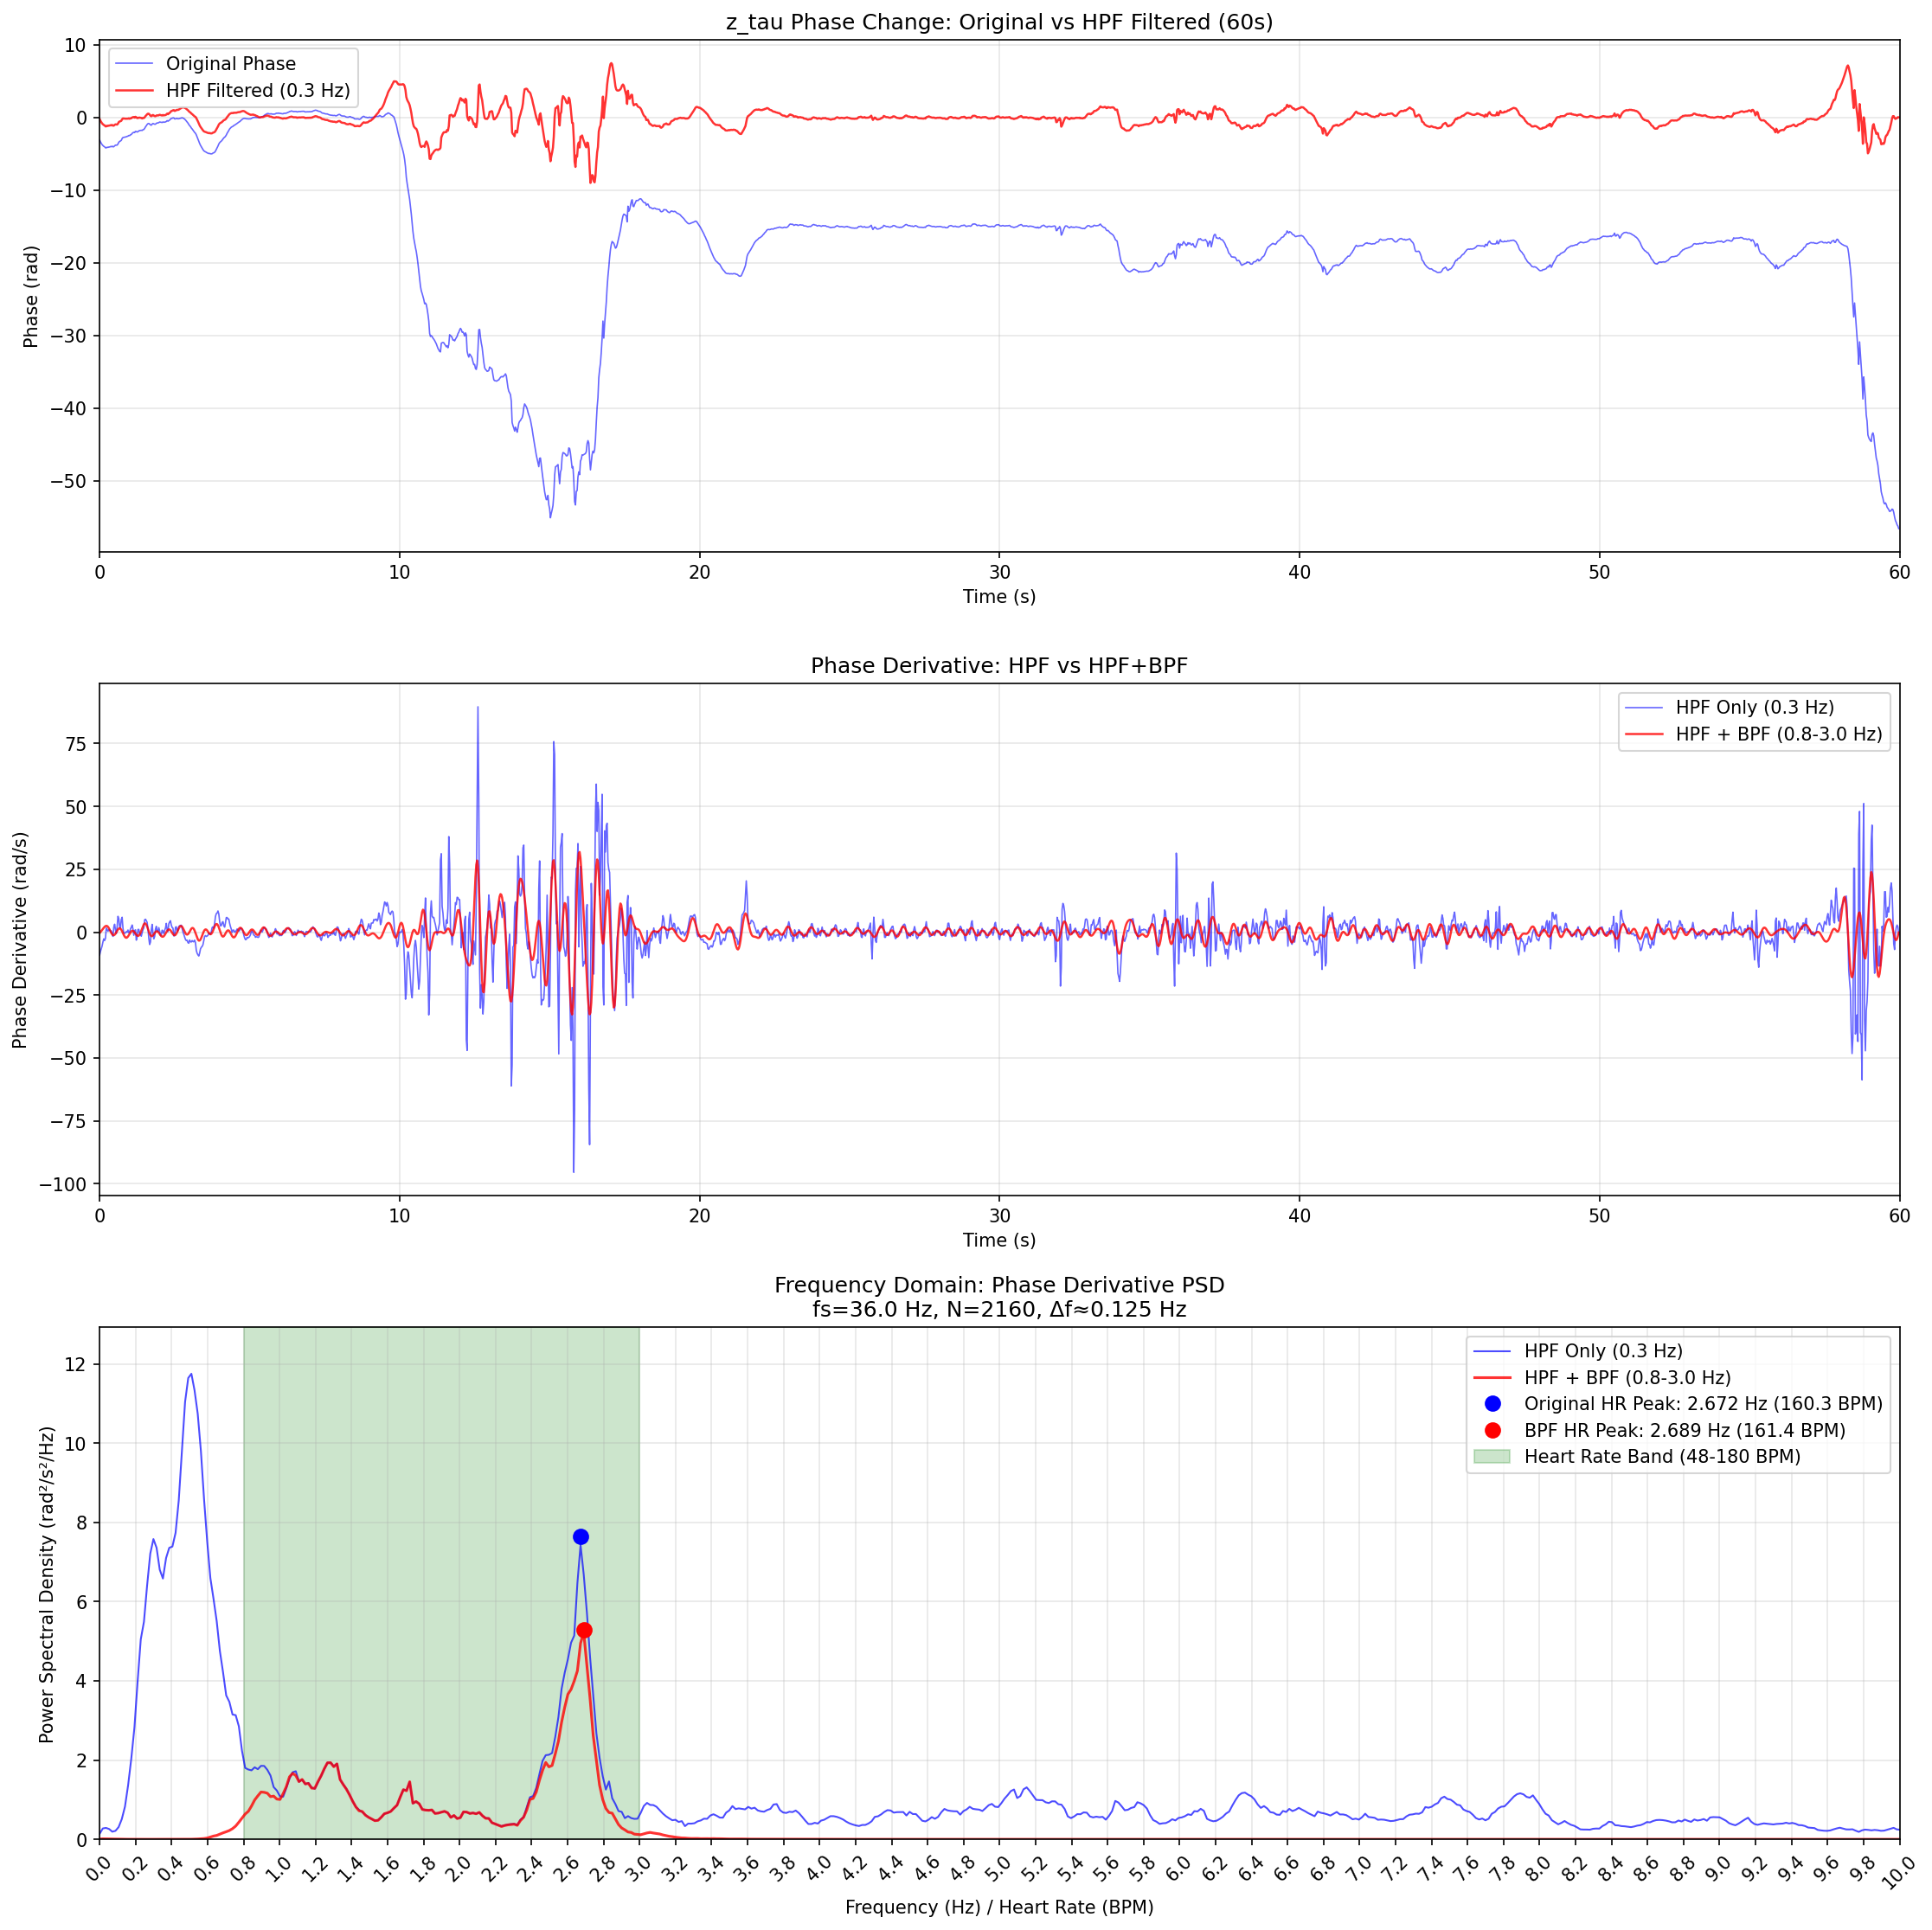 z_tau Phase Change: Original vs HPF Filtered (60s)
Original Phase
HPF Filtered (0.3 Hz)
Phase (rad)
10
0
−10
−20
−30
−40
−50
0 10 20 30 40 50 60
Time (s)
Phase Derivative: HPF vs HPF+BPF
HPF Only (0.3 Hz)
HPF + BPF (0.8-3.0 Hz)
Phase Derivative (rad/s)
75
50
25
0
−25
−50
−75
−100
0 10 20 30 40 50 60
Time (s)
Frequency Domain: Phase Derivative PSD
fs=36.0 Hz, N=2160, Δf≈0.125 Hz
HPF Only (0.3 Hz)
HPF + BPF (0.8-3.0 Hz)
Original HR Peak: 2.672 Hz (160.3 BPM)
BPF HR Peak: 2.689 Hz (161.4 BPM)
Heart Rate Band (48-180 BPM)
Power Spectral Density (rad²/s²/Hz)
12
10
8
6
4
2
0
0.0 0.2 0.4 0.6 0.8 1.0 1.2 1.4 1.6 1.8 2.0 2.2 2.4 2.6 2.8 3.0 3.2 3.4 3.6 3.8 4.0 4.2 4.4 4.6 4.8 5.0 5.2 5.4 5.6 5.8 6.0 6.2 6.4 6.6 6.8 7.0 7.2 7.4 7.6 7.8 8.0 8.2 8.4 8.6 8.8 9.0 9.2 9.4 9.6 9.8 10.0
Frequency (Hz) / Heart Rate (BPM)